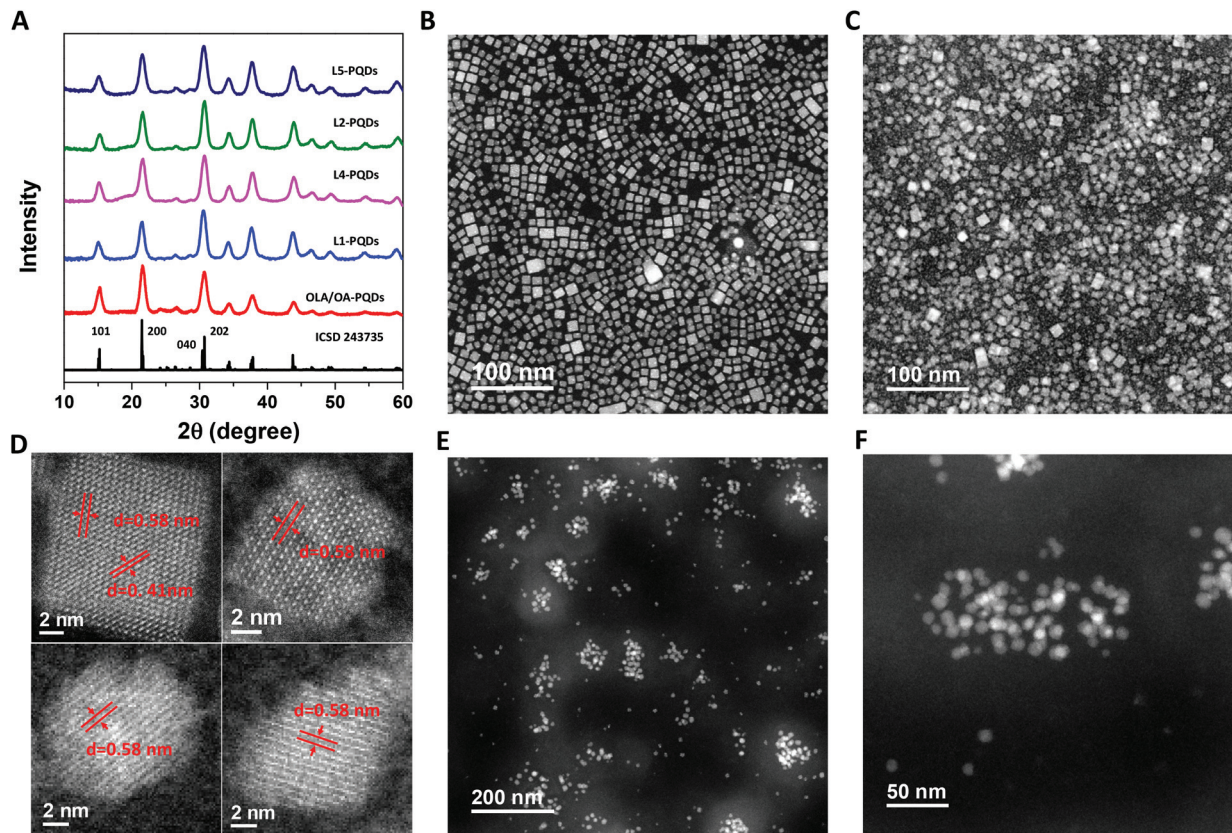 A
L5-PQDs
L2-PQDs
L4-PQDs
L1-PQDs
OLA/OA-PQDs
ICSD 243735
101
200
040
202
Intensity
10 20 30 40 50 60
2θ (degree)
B
100 nm
C
100 nm
D
d=0.58 nm
d=0.41nm
2 nm
d=0.58 nm
2 nm
d=0.58 nm
2 nm
d=0.58 nm
2 nm
E
200 nm
F
50 nm